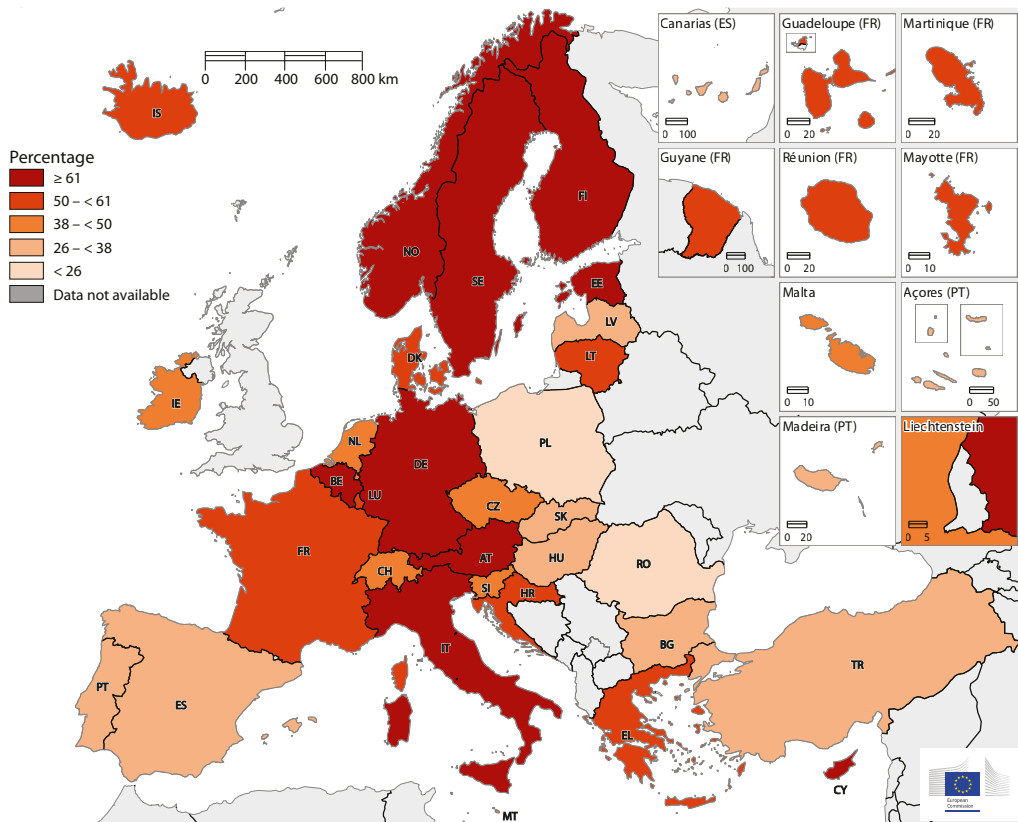 Canarias (ES)
0 100
Guadeloupe (FR)
0 20
Martinique (FR)
0 20
0 200 400 600 800 km
Percentage
≥ 61
50 – < 61
38 – < 50
26 – < 38
< 26
Data not available
Guyane (FR)
0 100
Réunion (FR)
0 20
Mayotte (FR)
0 10
Malta
0 10
Açores (PT)
0 50
Madeira (PT)
0 20
Liechtenstein
0 5
IS
FI
NO
SE
EE
LV
DK
LT
IE
NL
PL
DE
BE
LU
CZ
SK
FR
AT
HU
RO
CH
SI
HR
IT
BG
PT
ES
TR
EL
CY
MT
European
Commission